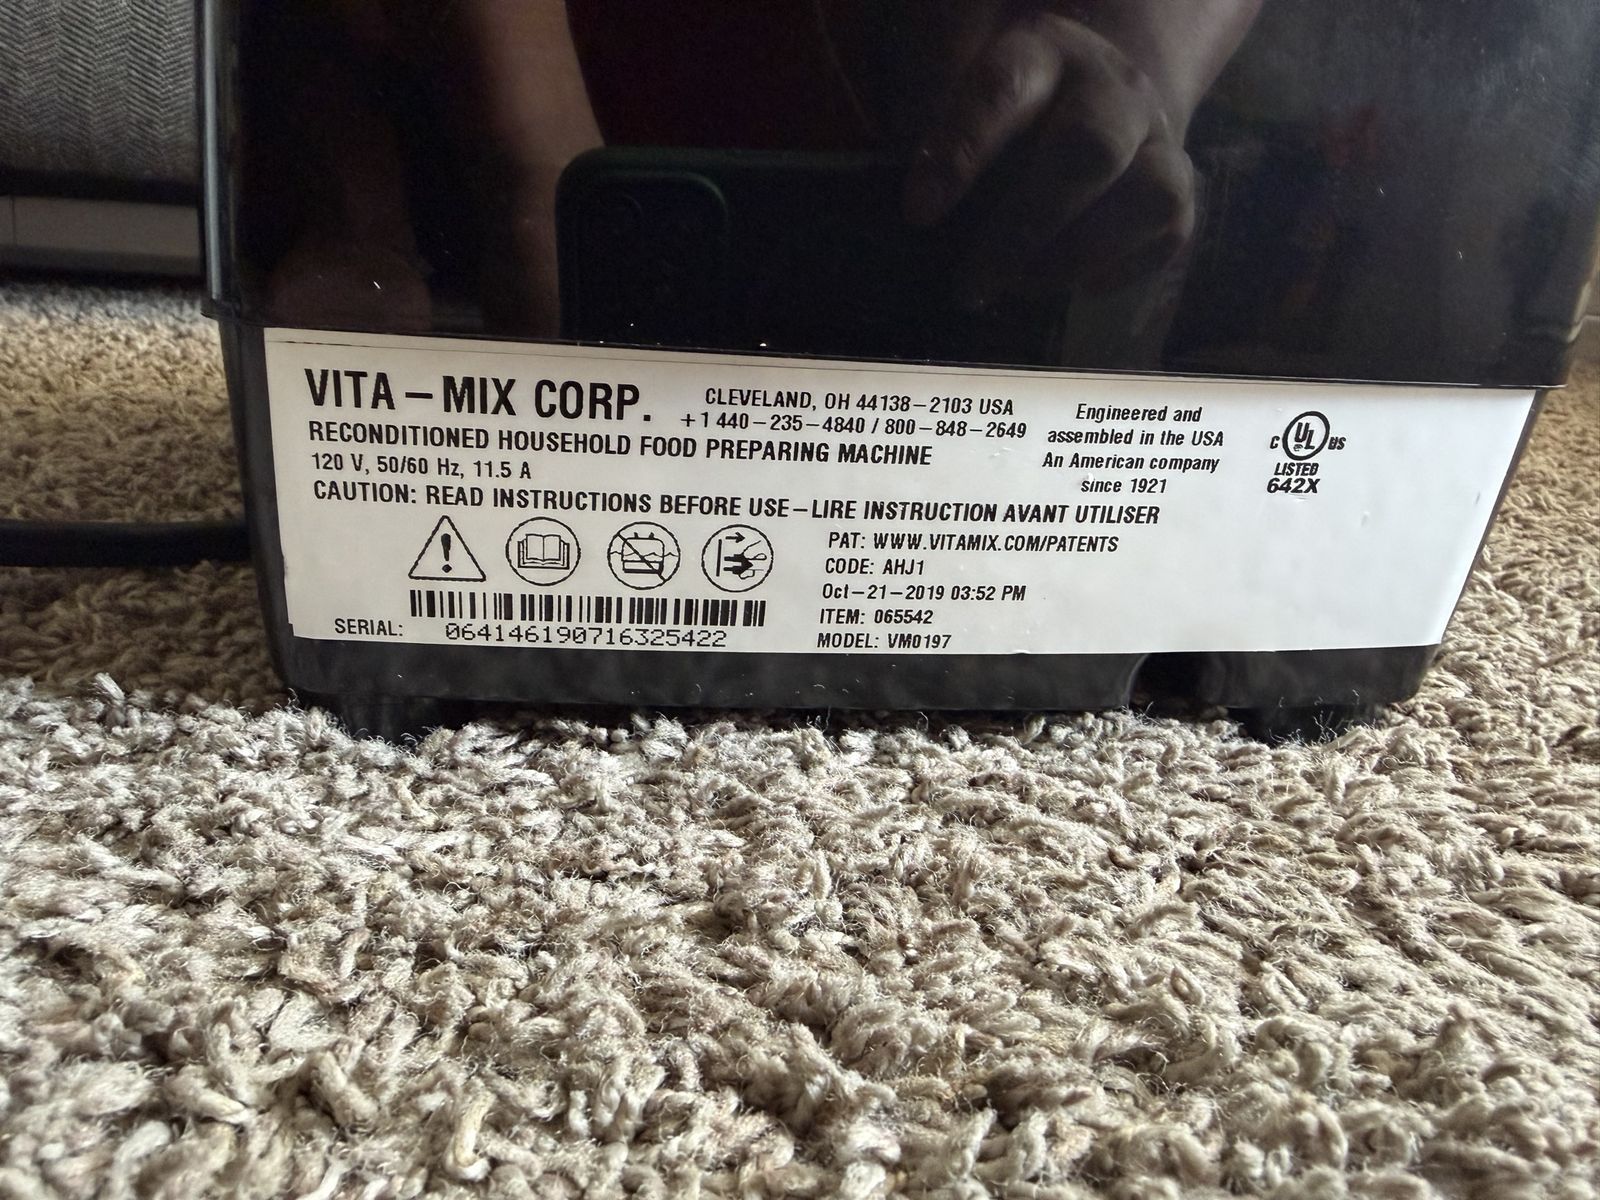 VITA-MIX CORP.
CLEVELAND, OH 44138-2103 USA
+1 440-235-4840 / 800-848-2649
RECONDITIONED HOUSEHOLD FOOD PREPARING MACHINE
120 V, 50/60 Hz, 11.5 A
CAUTION: READ INSTRUCTIONS BEFORE USE-LIRE INSTRUCTION AVANT UTILISER
Engineered and
assembled in the USA
An American company
since 1921
C UL US
LISTED
642X
PAT: WWW.VITAMIX.COM/PATENTS
CODE: AHJ1
Oct-21-2019 03:52 PM
ITEM: 065542
MODEL: VM0197
SERIAL: 064146190716325422